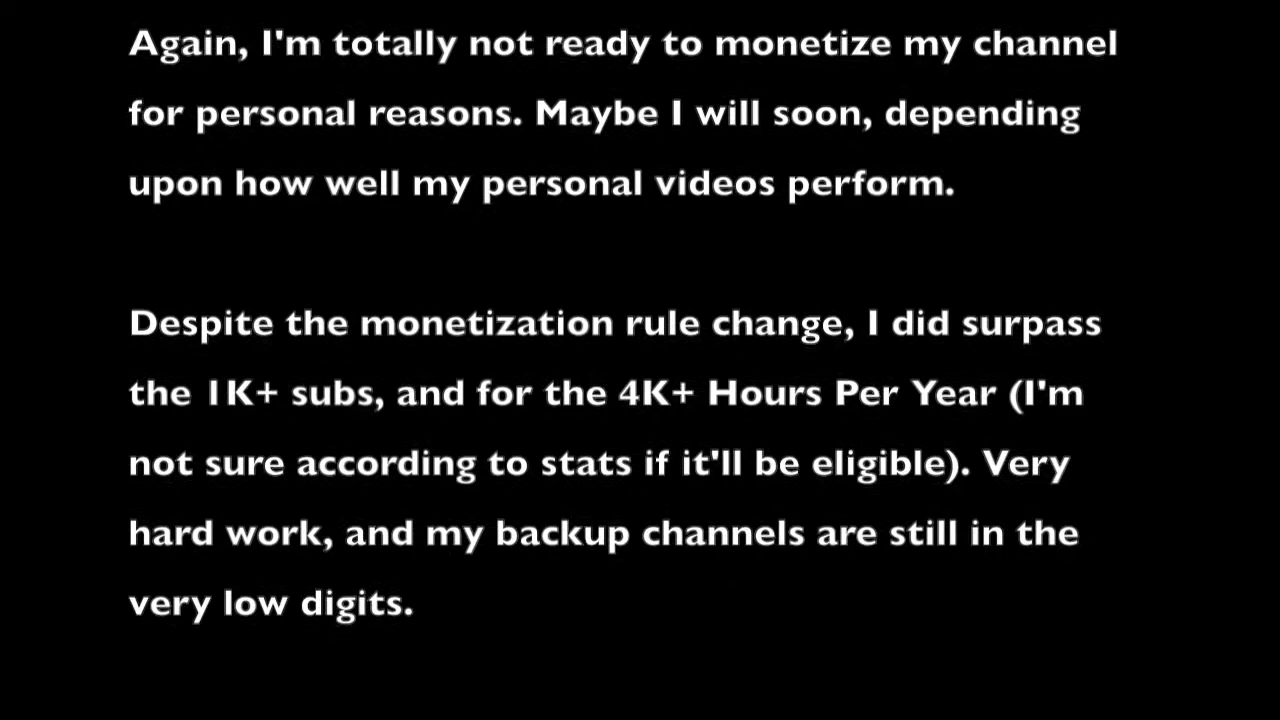 Again, I'm totally not ready to monetize my channel
for personal reasons. Maybe I will soon, depending
upon how well my personal videos perform.
Despite the monetization rule change, I did surpass
the 1K+ subs, and for the 4K+ Hours Per Year (I'm
not sure according to stats if it'll be eligible). Very
hard work, and my backup channels are still in the
very low digits.